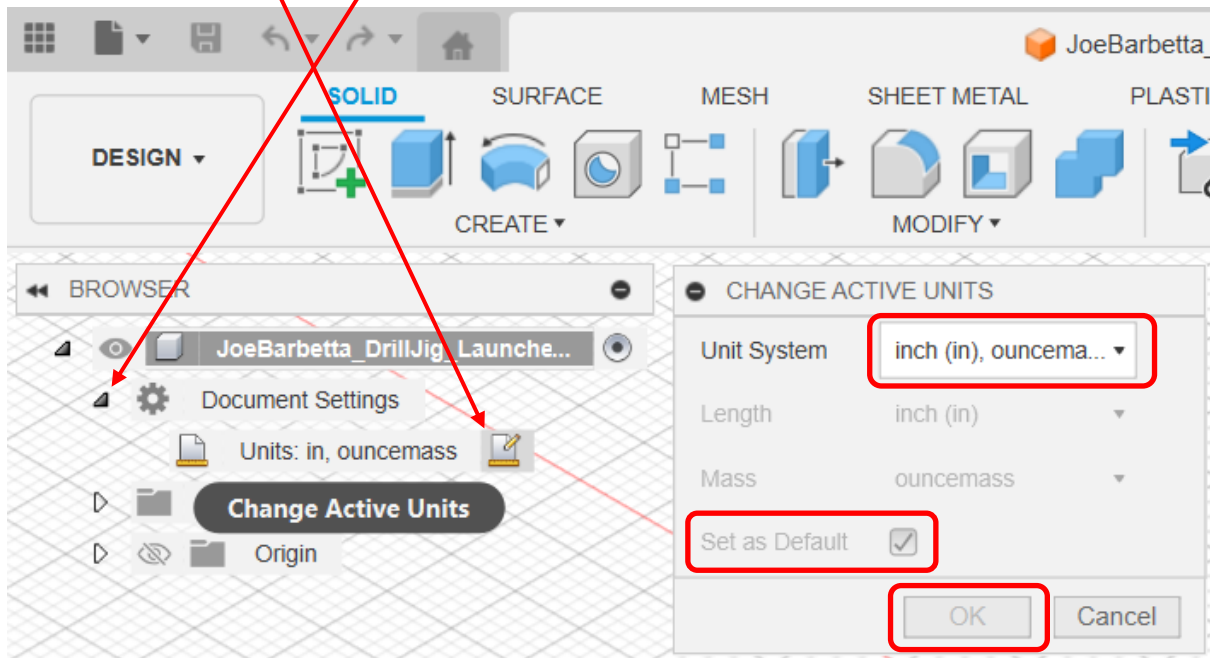 JoeBarbetta_
SOLID SURFACE MESH SHEET METAL PLASTI
DESIGN
CREATE MODIFY
BROWSER
JoeBarbetta_DrillJig_Launche...
Document Settings
Units: in, ouncemass
Change Active Units
Origin
CHANGE ACTIVE UNITS
Unit System inch (in), ouncema...
Length inch (in)
Mass ouncemass
Set as Default
OK Cancel